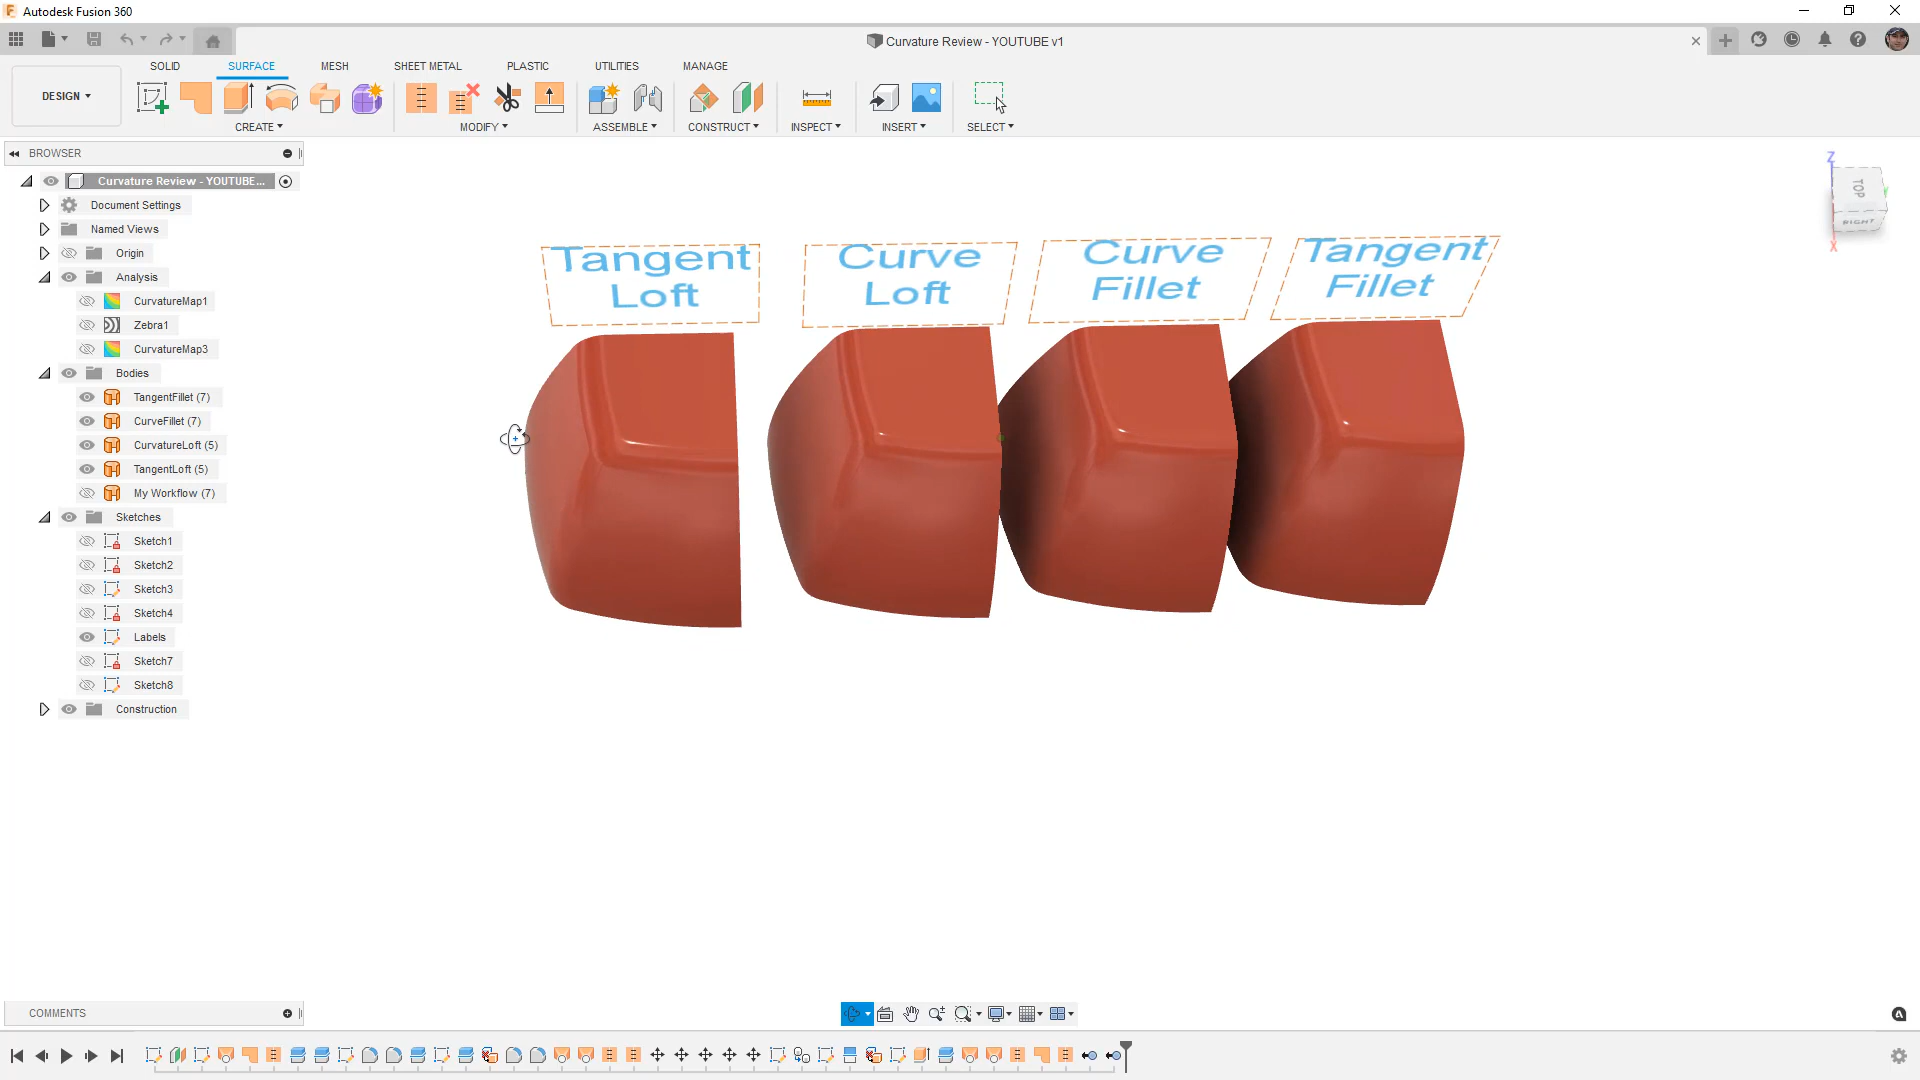 Autodesk Fusion 360
Curvature Review - YOUTUBE v1
SOLID
SURFACE
MESH
SHEET METAL
PLASTIC
UTILITIES
MANAGE
DESIGN
CREATE
MODIFY
ASSEMBLE
CONSTRUCT
INSPECT
INSERT
SELECT
BROWSER
Curvature Review - YOUTUBE...
Document Settings
Named Views
Origin
Analysis
CurvatureMap1
Zebra1
CurvatureMap3
Bodies
TangentFillet (7)
CurveFillet (7)
CurvatureLoft (5)
TangentLoft (5)
My Workflow (7)
Sketches
Sketch1
Sketch2
Sketch3
Sketch4
Labels
Sketch7
Sketch8
Construction
Tangent
Loft
Curve
Loft
Curve
Fillet
Tangent
Fillet
Z
TOP
RIGHT
X
COMMENTS